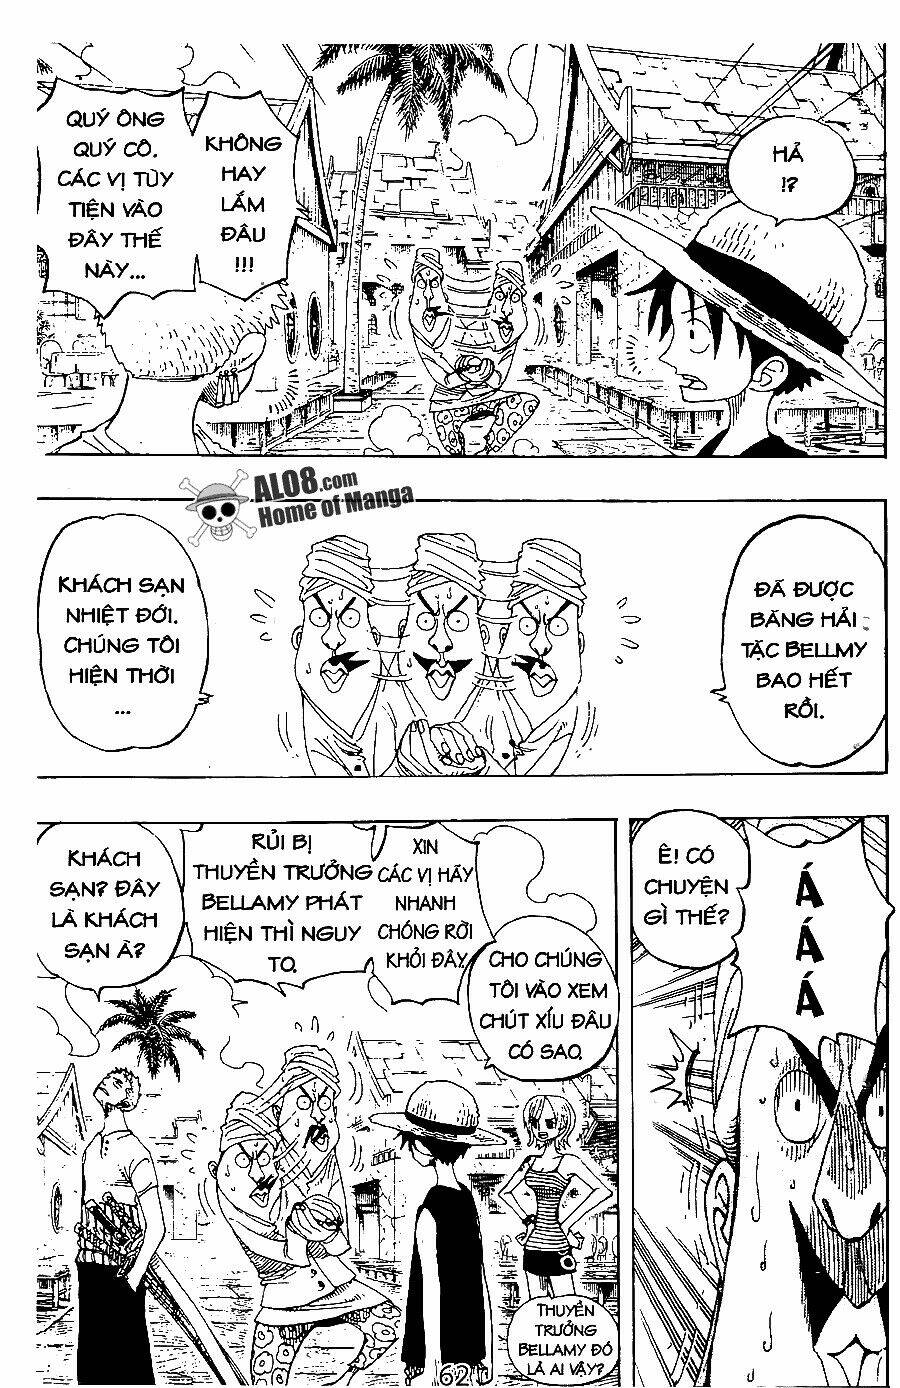 QUÝ ÔNG
QUÝ CÔ.
CÁC VỊ TÙY
TIỆN VÀO
ĐÂY THẾ
NÀY...
KHÔNG
HAY
LẮM
ĐÂU
!!!
HẢ
!?
AL08.com
Home of Manga
KHÁCH SẠN
NHIỆT ĐỚI.
CHÚNG TÔI
HIỆN THỜI
...
ĐÃ ĐƯỢC
BĂNG HẢI
TẶC BELLMY
BAO HẾT
RỒI.
KHÁCH
SẠN? ĐÂY
LÀ KHÁCH
SẠN À?
RỦI BỊ
THUYỀN TRƯỞNG
BELLAMY PHÁT
HIỆN THÌ NGUY
TO.
XIN
CÁC VỊ HÃY
NHANH
CHÓNG RỜI
KHỎI ĐÂY.
CHO CHÚNG
TÔI VÀO XEM
CHÚT XÍU ĐÂU
CÓ SAO.
THUYỀN
TRƯỞNG
BELLAMY ĐÓ
LÀ AI VẬY?
Ê! CÓ
CHUYỆN
GÌ THẾ?
Á
Á
Á
Á
62